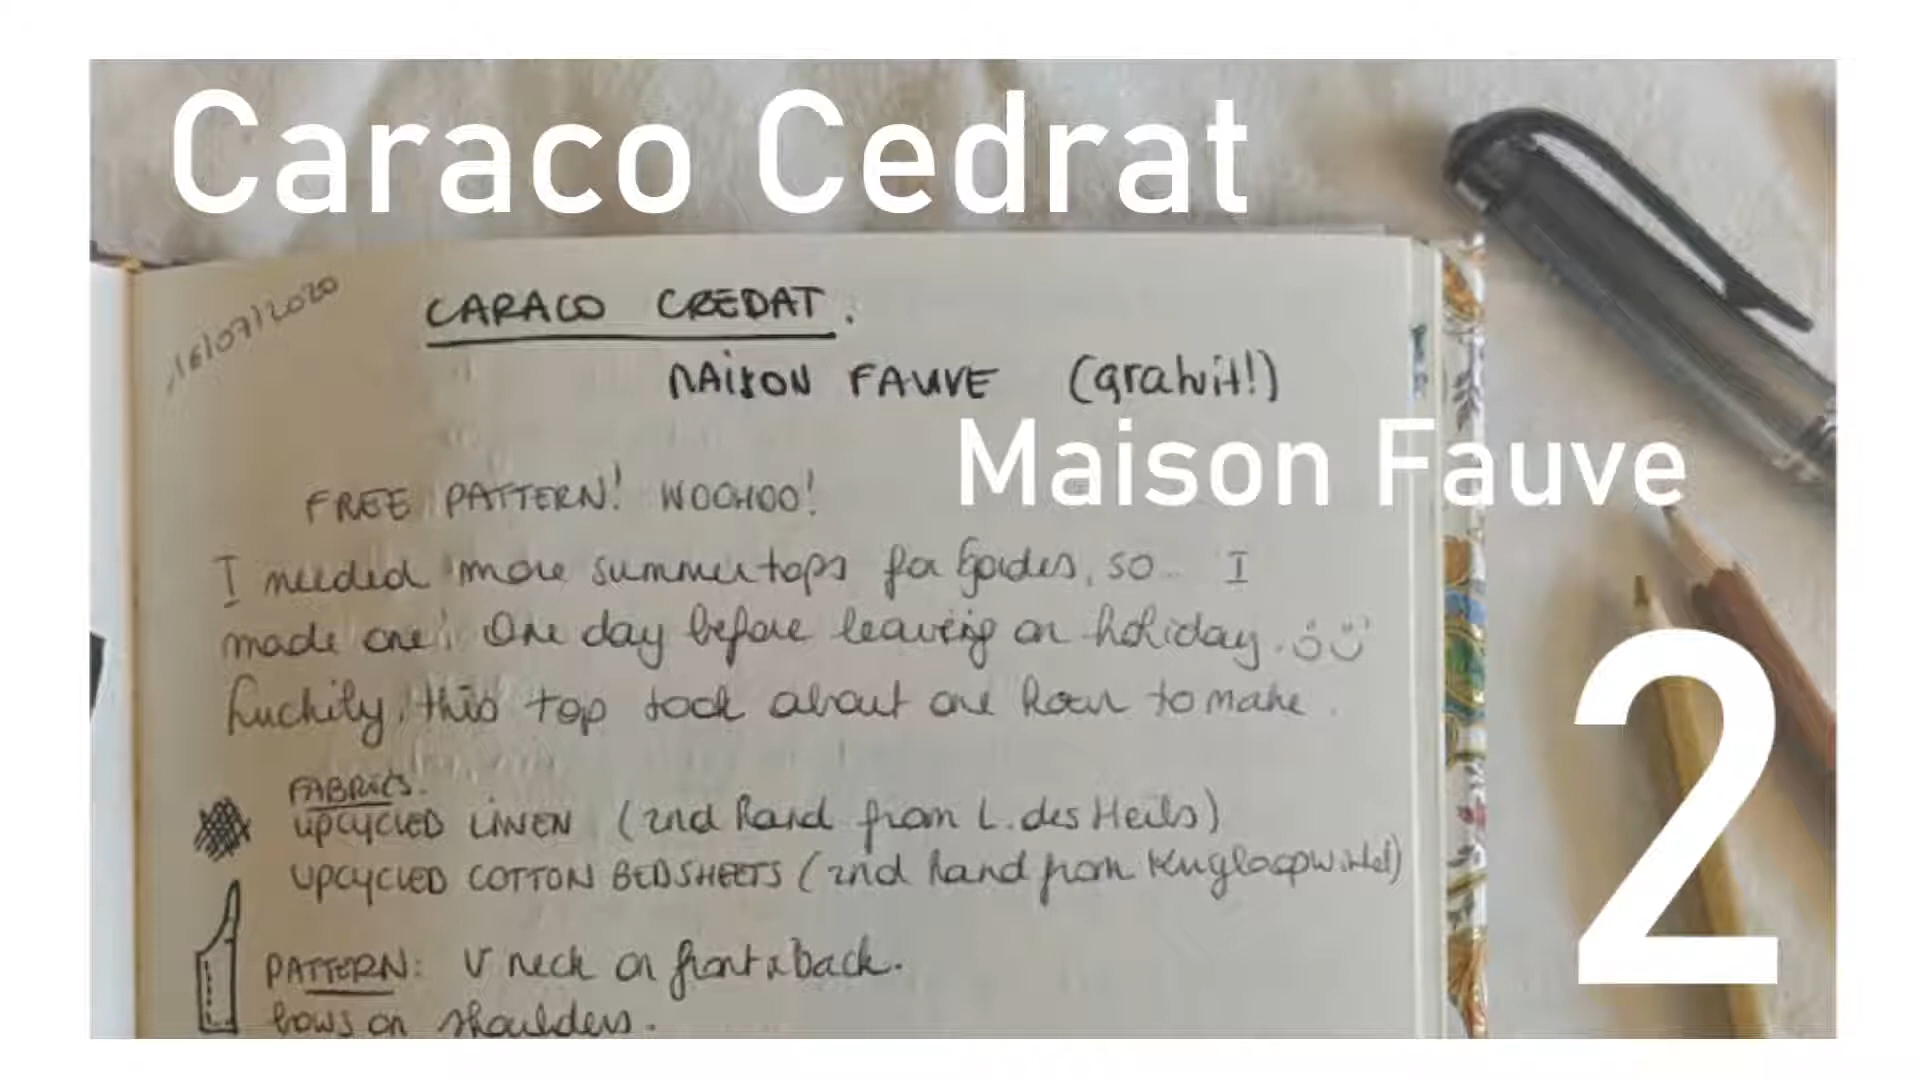 Caraco Cedrat
16/07/2020
CARACO CREDAT.
MAISON FAUVE (gratuit!)
Maison Fauve
FREE PATTERN! WOOHOO!
I needed more summer tops for so.. I
made one! One day before leaving on holiday.
Luckily, this top took about one hour to make.
2
FABRICS.
UPCYCLED LINEN (2nd hand from L. des Heils)
UPCYCLED COTTON BEDSHEETS (2nd hand from Kringloopwinkel)
PATTERN: V neck on front & back.
bows on shoulders.